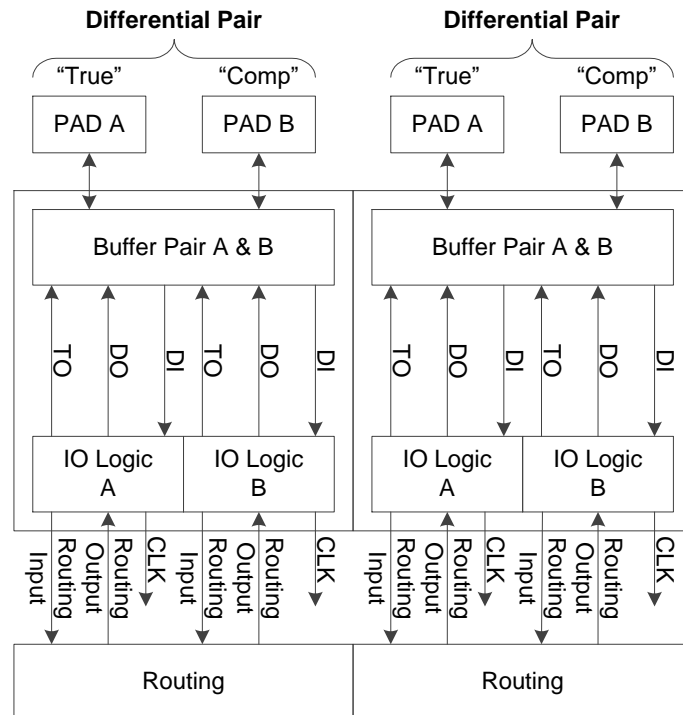 Differential Pair Differential Pair
“True” “Comp” “True” “Comp”
PAD A PAD B PAD A PAD B
Buffer Pair A & B Buffer Pair A & B
TO DO DI TO DO DI TO DO DI TO DO DI
IO Logic A IO Logic B IO Logic A IO Logic B
Routing Input Routing Output CLK Routing Input Routing Output CLK Routing Input Routing Output CLK Routing Input Routing Output CLK
Routing Routing